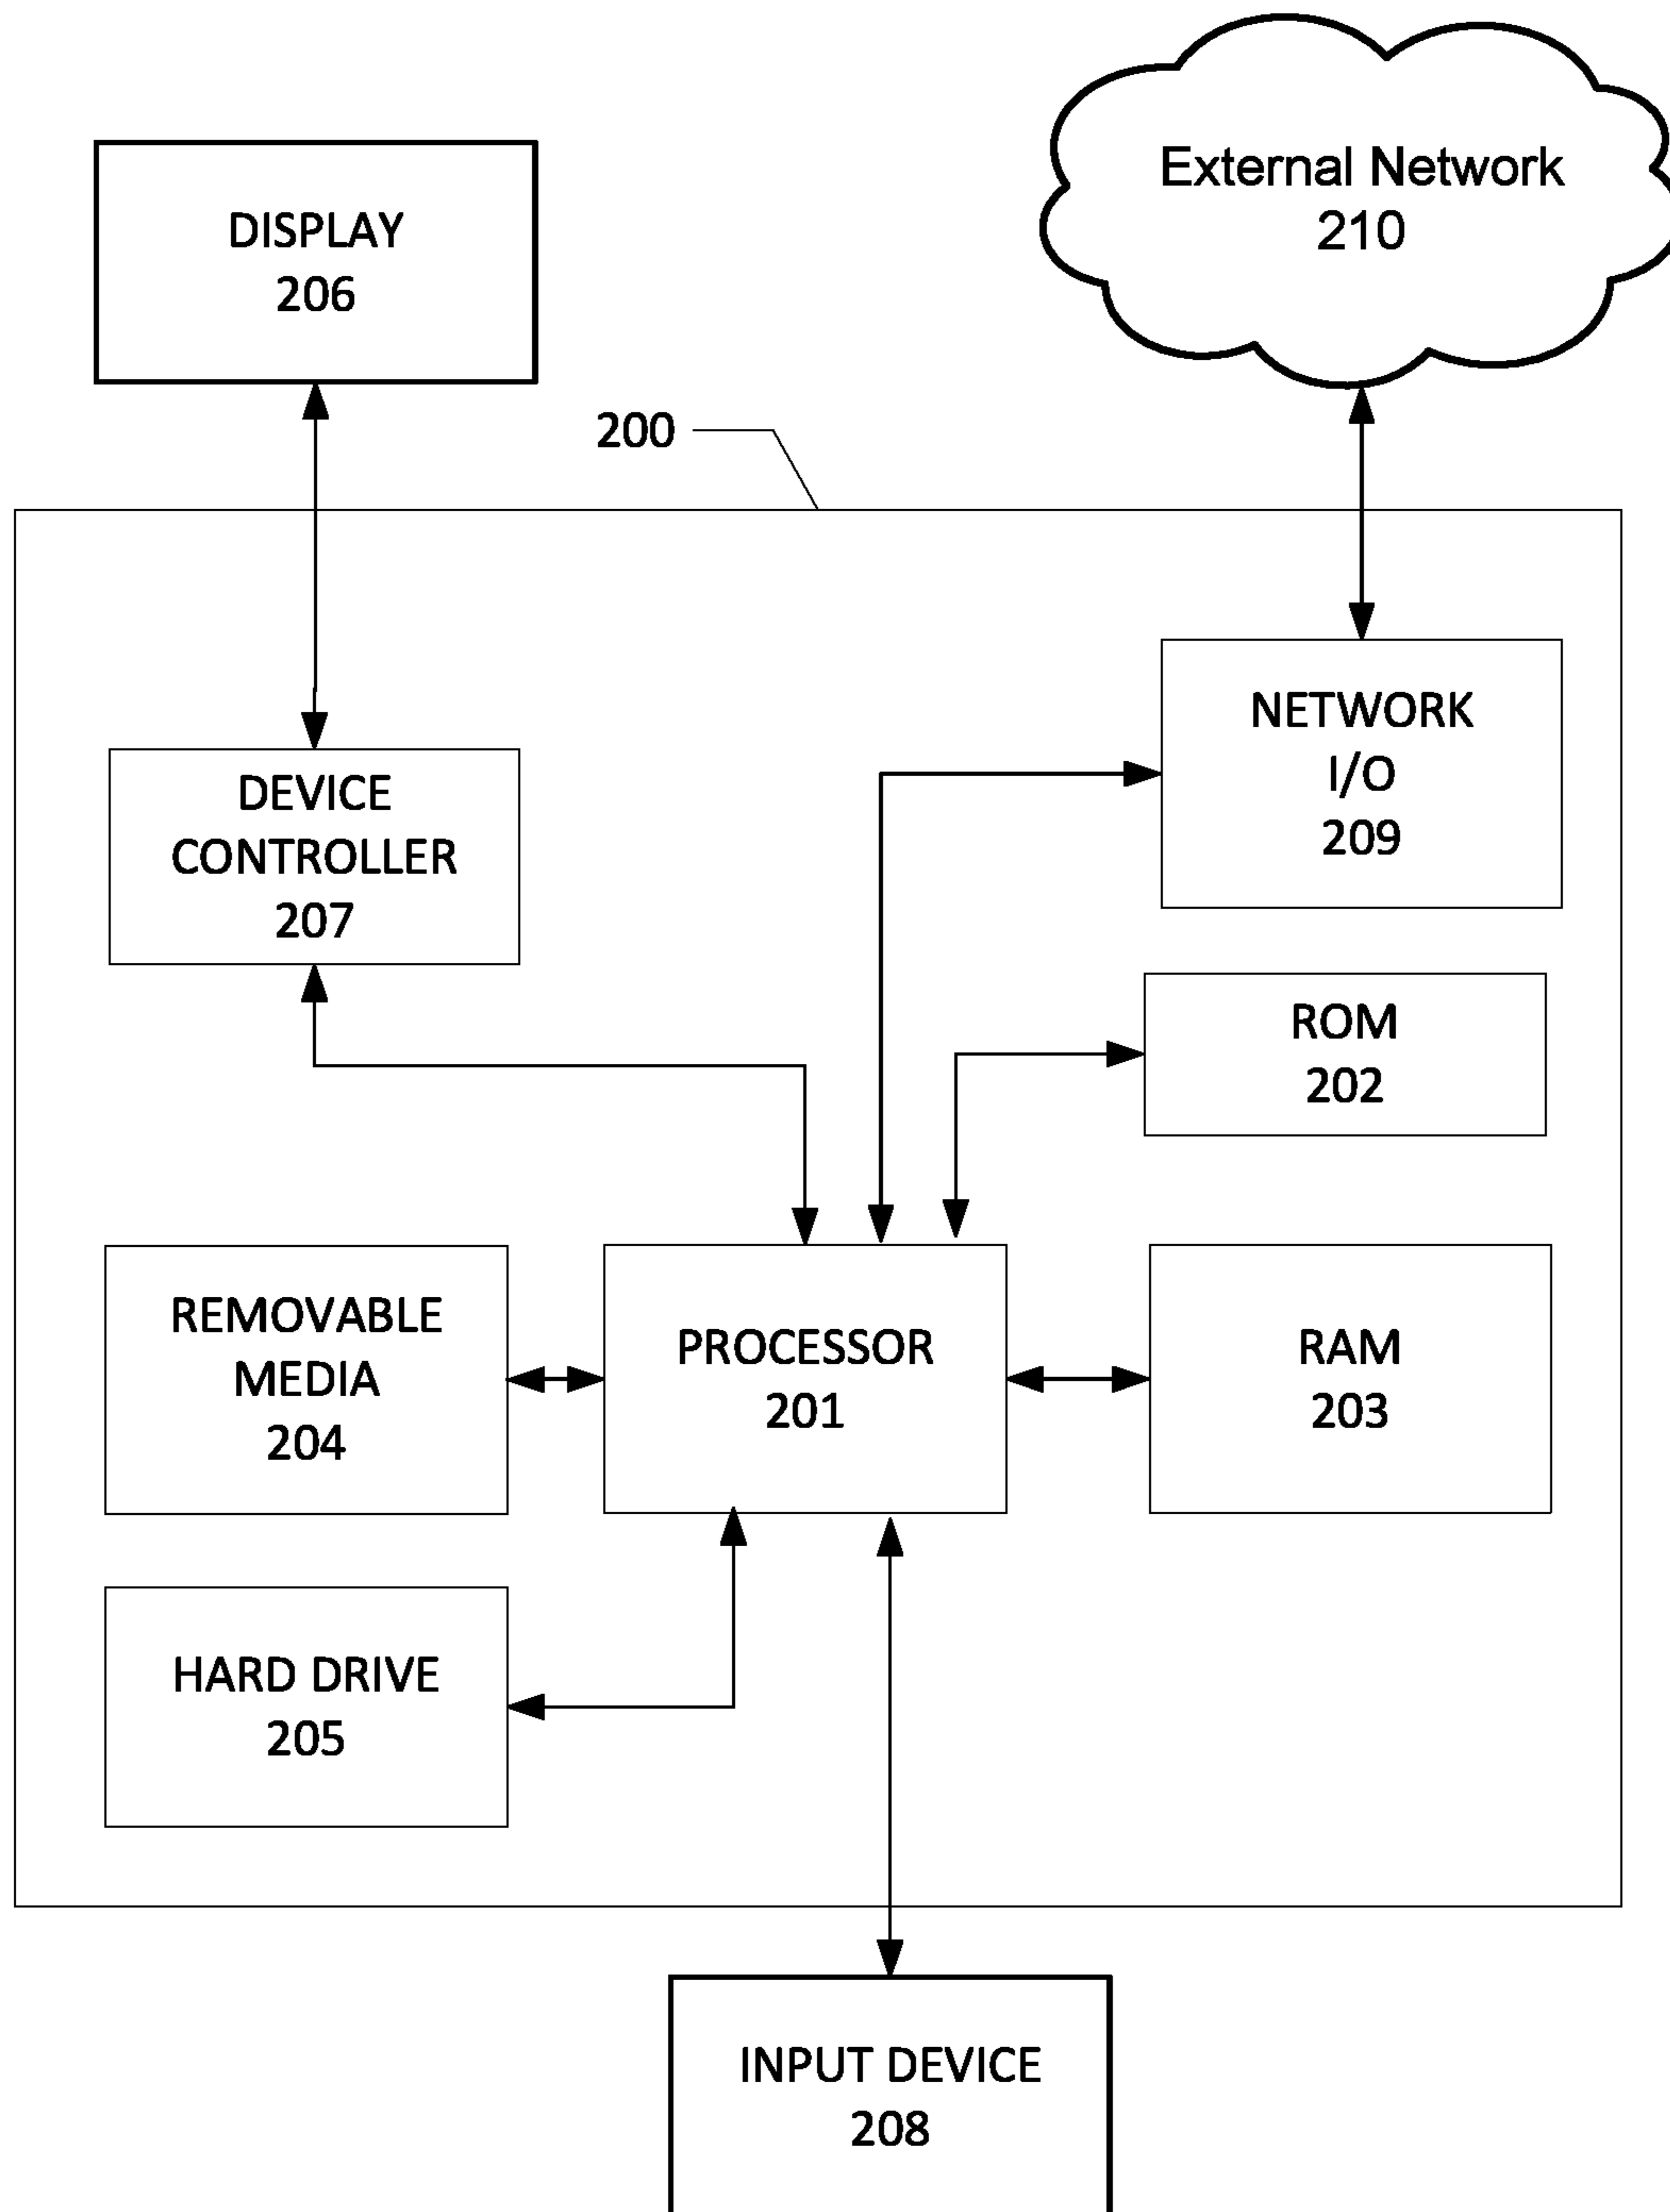 External Network
210
DISPLAY
206
200
NETWORK
I/O
209
DEVICE
CONTROLLER
207
ROM
202
REMOVABLE
MEDIA
204
PROCESSOR
201
RAM
203
HARD DRIVE
205
INPUT DEVICE
208